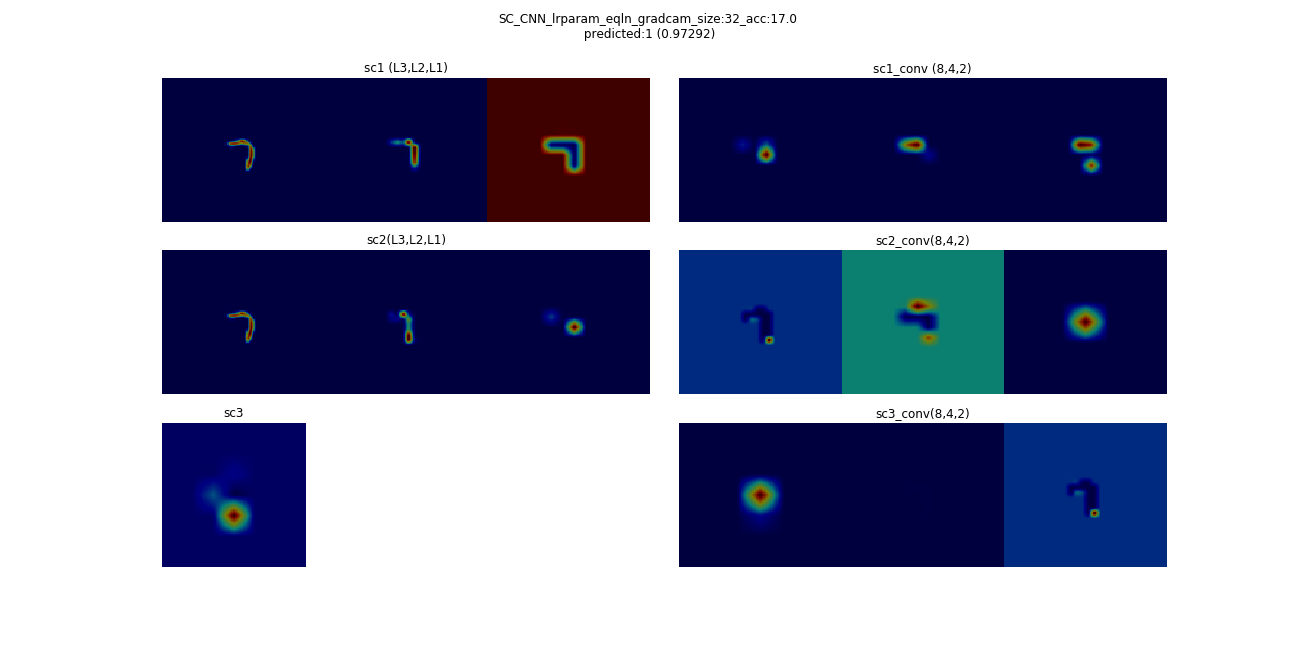 SC_CNN_lrparam_eqln_gradcam_size:32_acc:17.0
predicted:1 (0.97292)
sc1 (L3,L2,L1)
sc1_conv (8,4,2)
sc2(L3,L2,L1)
sc2_conv(8,4,2)
sc3
sc3_conv(8,4,2)